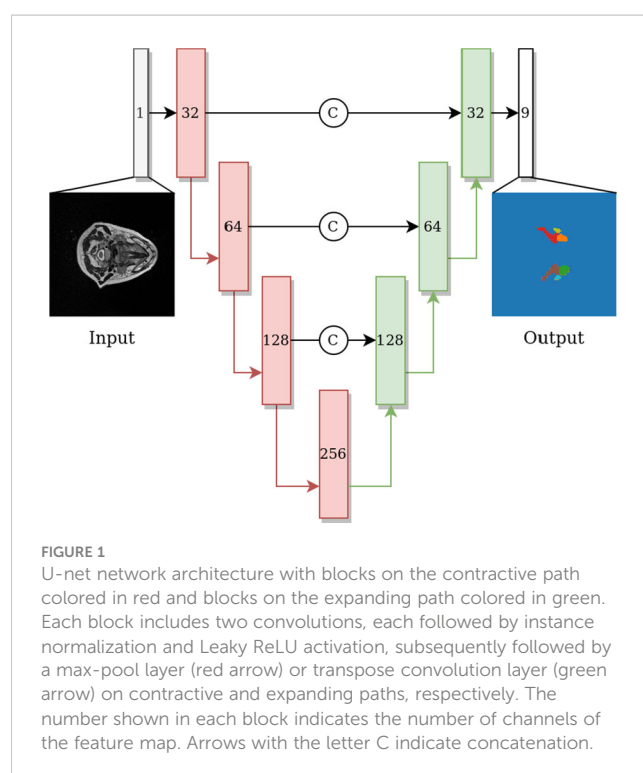 1
32
C
32
9
64
C
64
128
C
128
256
Input
Output
FIGURE 1
U-net network architecture with blocks on the contractive path
colored in red and blocks on the expanding path colored in green.
Each block includes two convolutions, each followed by instance
normalization and Leaky ReLU activation, subsequently followed by
a max-pool layer (red arrow) or transpose convolution layer (green
arrow) on contractive and expanding paths, respectively. The
number shown in each block indicates the number of channels of
the feature map. Arrows with the letter C indicate concatenation.